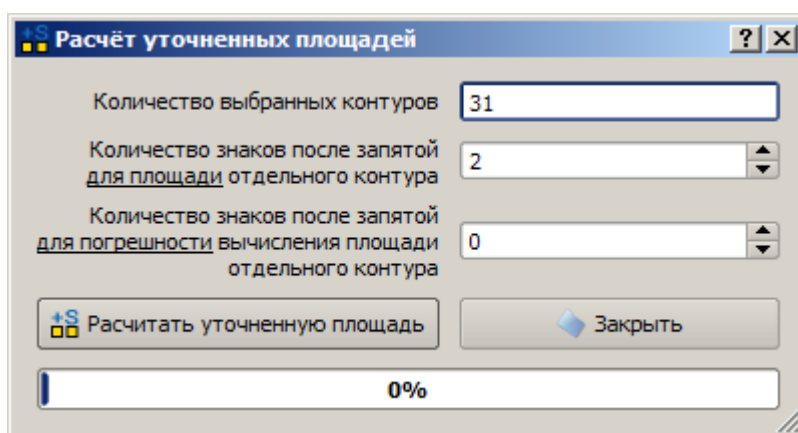 +S Расчёт уточненных площадей ? X
Количество выбранных контуров 31
Количество знаков после запятой
для площади отдельного контура 2
Количество знаков после запятой
для погрешности вычисления площади
отдельного контура 0
+S Расчитать уточненную площадь Закрыть
0%